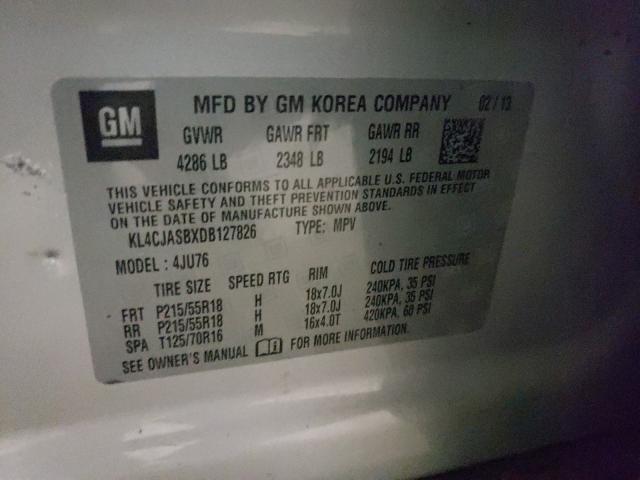 GM
MFD BY GM KOREA COMPANY 02/13
GVWR GAWR FRT GAWR RR
4286 LB 2348 LB 2194 LB
THIS VEHICLE CONFORMS TO ALL APPLICABLE U.S. FEDERAL MOTOR
VEHICLE SAFETY AND THEFT PREVENTION STANDARDS IN EFFECT
ON THE DATE OF MANUFACTURE SHOWN ABOVE.
KL4CJASBXDB127826 TYPE: MPV
MODEL: 4JU76
TIRE SIZE SPEED RTG RIM COLD TIRE PRESSURE
FRT P215/55R18 H 18x7.0J 240KPA, 35 PSI
RR P215/55R18 H 18x7.0J 240KPA, 35 PSI
SPA T125/70R16 M 16x4.0T 420KPA, 60 PSI
SEE OWNER'S MANUAL FOR MORE INFORMATION.